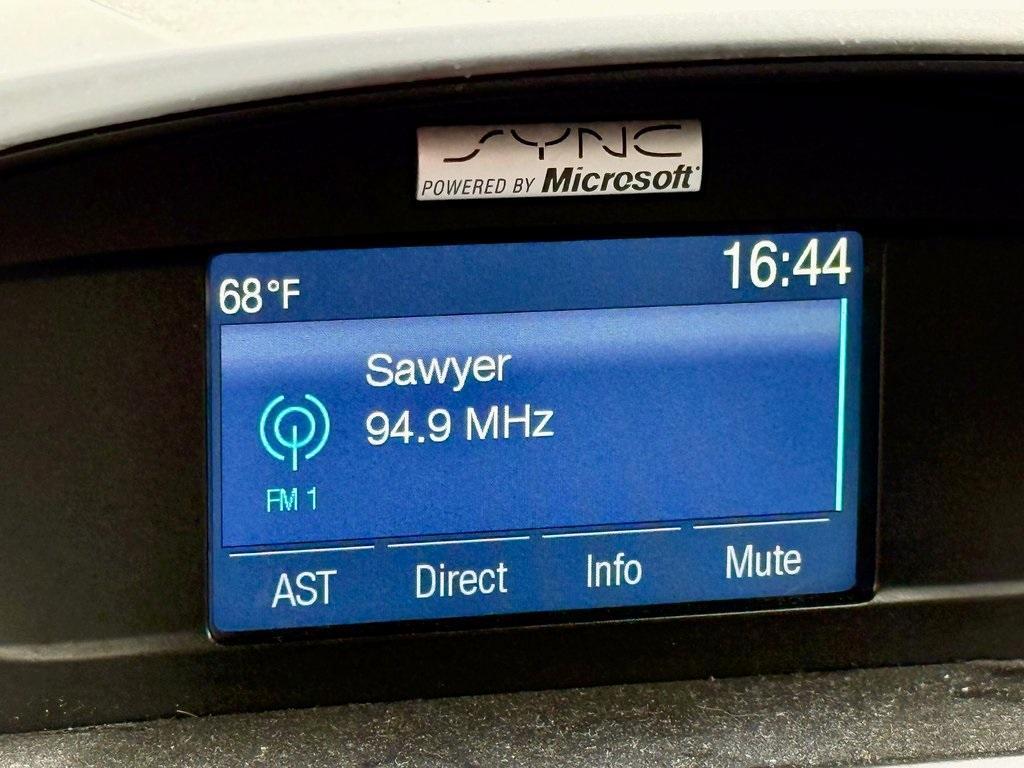 SYNC
POWERED BY Microsoft
68°F 16:44
Sawyer
94.9 MHz
FM 1
AST Direct Info Mute